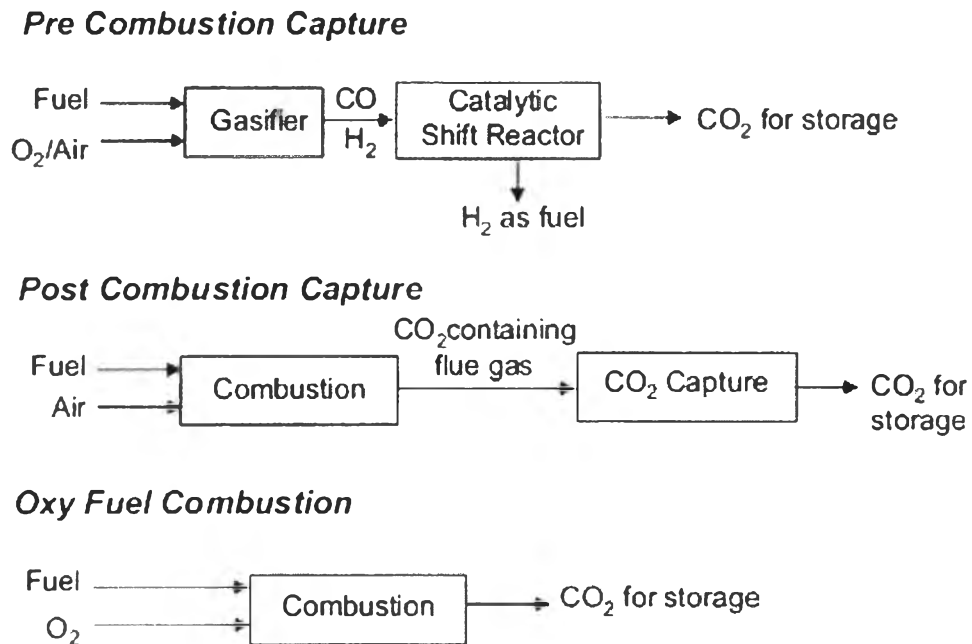 Pre Combustion Capture
Fuel
O₂/Air
Gasifier
CO
H₂
Catalytic
Shift Reactor
CO₂ for storage
H₂ as fuel
Post Combustion Capture
Fuel
Air
Combustion
CO₂containing
flue gas
CO₂ Capture
CO₂ for
storage
Oxy Fuel Combustion
Fuel
O₂
Combustion
CO₂ for storage